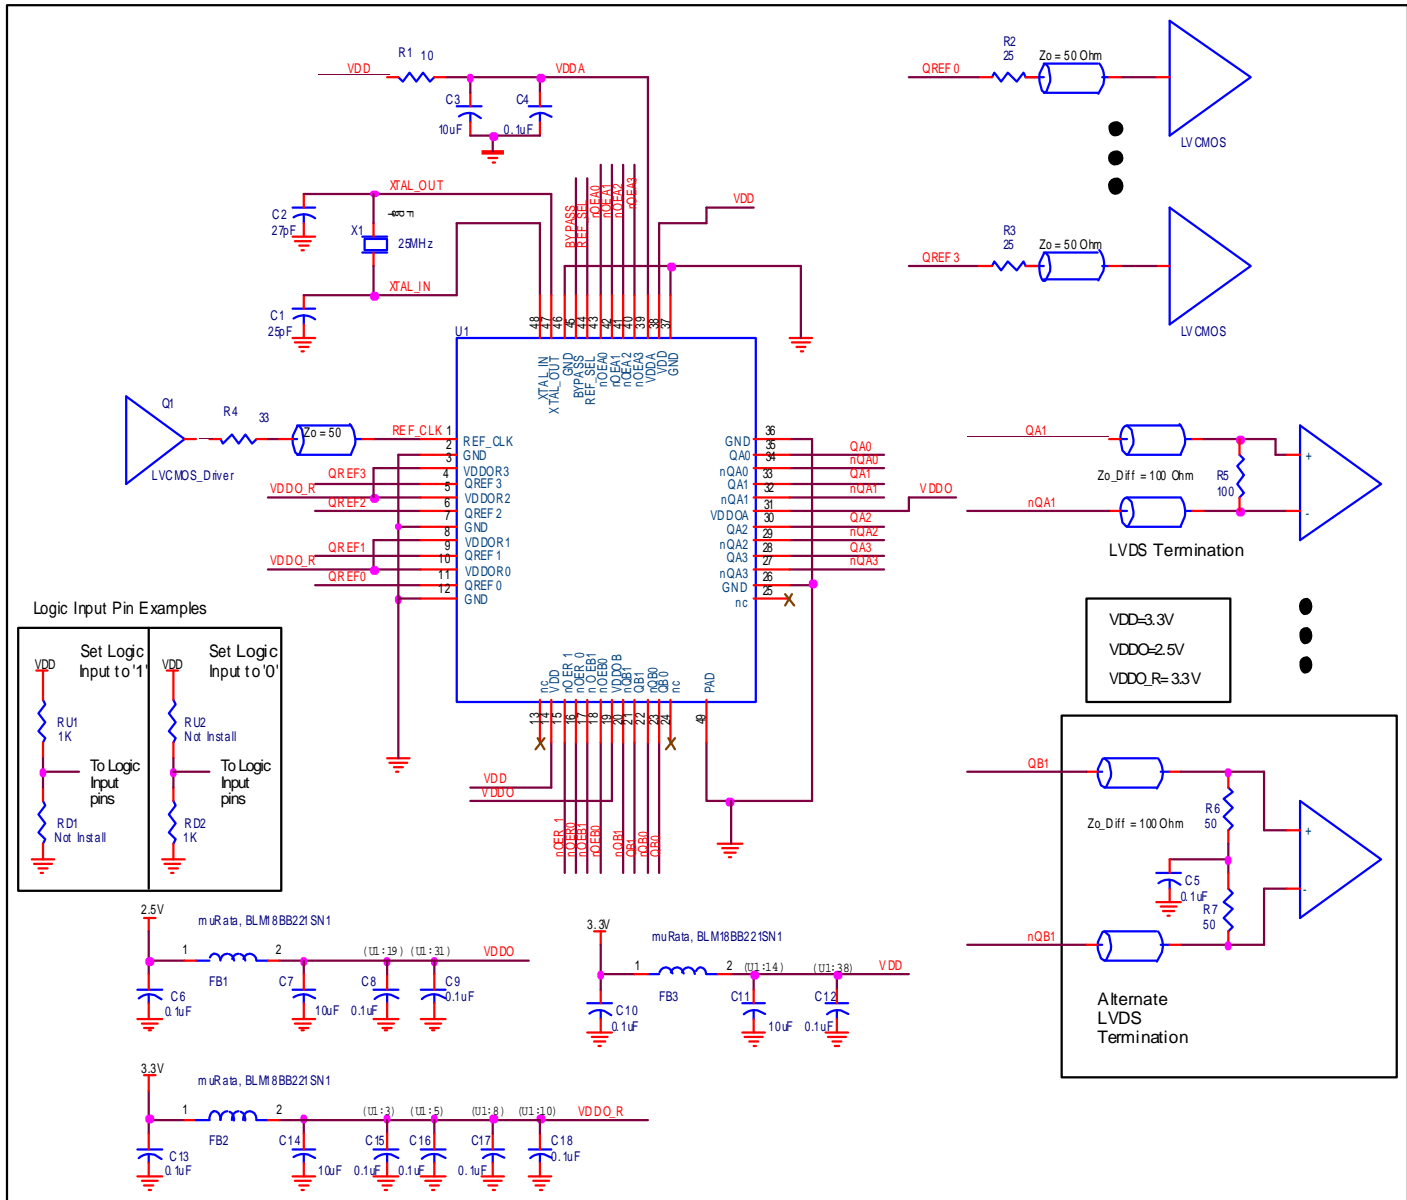 R1 10
VDD
VDDA
C3
10uF
C4
0.1uF
XTAL_OUT
C2
27pF
X1
25MHz
XTAL_IN
C1
25pF
BYPASS
REF_SEL
nOEA0
nOEA1
nOEA2
nOEA3
VDD
QREF0
R2
25
Zo = 50 Ohm
LVCMOS
QREF3
R3
25
Zo = 50 Ohm
LVCMOS
U1
48 47 46 45 44 43 42 41 40 39 38 37
XTAL_IN
XTAL_OUT
GND
BYPASS
REF_SEL
nOEA0
nOEA1
nOEA2
nOEA3
VDDA
VDD
GND
Q1
LVCMOS_Driver
R4 33
Zo = 50
REF_CLK
QREF3
VDDO_R
QREF2
QREF1
VDDO_R
QREF0
1 REF_CLK
2 GND
3 VDDOR3
4 QREF3
5 VDDOR2
6 QREF2
7 GND
8 VDDOR1
9 QREF1
10 VDDOR0
11 QREF0
12 GND
GND 36
QA0 35
nQA0 34
QA1 33
nQA1 32
VDDOA 31
QA2 30
nQA2 29
QA3 28
nQA3 27
GND 26
nc 25
QA0
nQA0
QA1
nQA1
VDDO
QA2
nQA2
QA3
nQA3
QA1
nQA1
Zo_Diff = 100 Ohm
R5
100
+
-
LVDS Termination
VDD=3.3V
VDDO=2.5V
VDDO_R= 3.3V
Logic Input Pin Examples
Set Logic
Input to '1'
VDD
RU1
1K
To Logic
Input
pins
RD1
Not Install
Set Logic
Input to '0'
VDD
RU2
Not Install
To Logic
Input
pins
RD2
1K
nc
VDD
nOER_1
nOER_0
nOEB1
nOEB0
VDDOB
nQB1
QB1
nQB0
QB0
nc
PAD
13 14 15 16 17 18 19 20 21 22 23 24 49
VDD
VDDO
nOER_1
nOER0
nOEB1
nOEB0
nQB1
QB1
nQB0
QB0
QB1
nQB1
Zo_Diff = 100 Ohm
R6
50
C5
0.1uF
R7
50
+
-
Alternate
LVDS
Termination
2.5V
muRata, BLM18BB221SN1
1 2
FB1
(U1:19) (U1:31)
VDDO
C6
0.1uF
C7
10uF
C8
0.1uF
C9
0.1uF
3.3V
muRata, BLM18BB221SN1
1 2
FB3
(U1:14) (U1:38)
VDD
C10
0.1uF
C11
10uF
C12
0.1uF
3.3V
muRata, BLM18BB221SN1
1 2
FB2
(U1:3) (U1:5) (U1:8) (U1:10)
VDDO_R
C13
0.1uF
C14
10uF
C15
0.1uF
C16
0.1uF
C17
0.1uF
C18
0.1uF